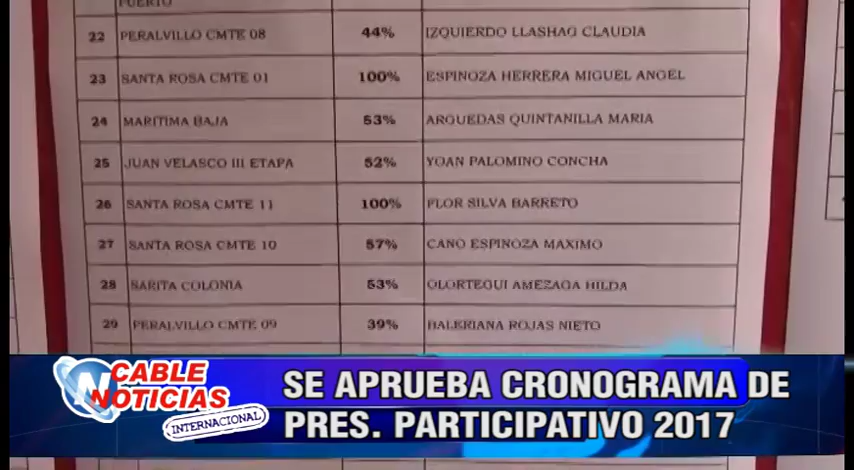 PUERTO
22 PERALVILLO CMTE 08 44% IZQUIERDO LLASHAG CLAUDIA
23 SANTA ROSA CMTE 01 100% ESPINOZA HERRERA MIGUEL ANGEL
24 MARITIMA BAJA 53% ARGUEDAS QUINTANILLA MARIA
25 JUAN VELASCO III ETAPA 52% YOAN PALOMINO CONCHA
26 SANTA ROSA CMTE 11 100% FLOR SILVA BARRETO
27 SANTA ROSA CMTE 10 57% CANO ESPINOZA MAXIMO
28 SARITA COLONIA 53% OLORTEGUI AMEZAGA HILDA
29 PERALVILLO CMTE 09 39% BALERIANA ROJAS NIETO
N CABLE NOTICIAS
INTERNACIONAL
SE APRUEBA CRONOGRAMA DE
PRES. PARTICIPATIVO 2017